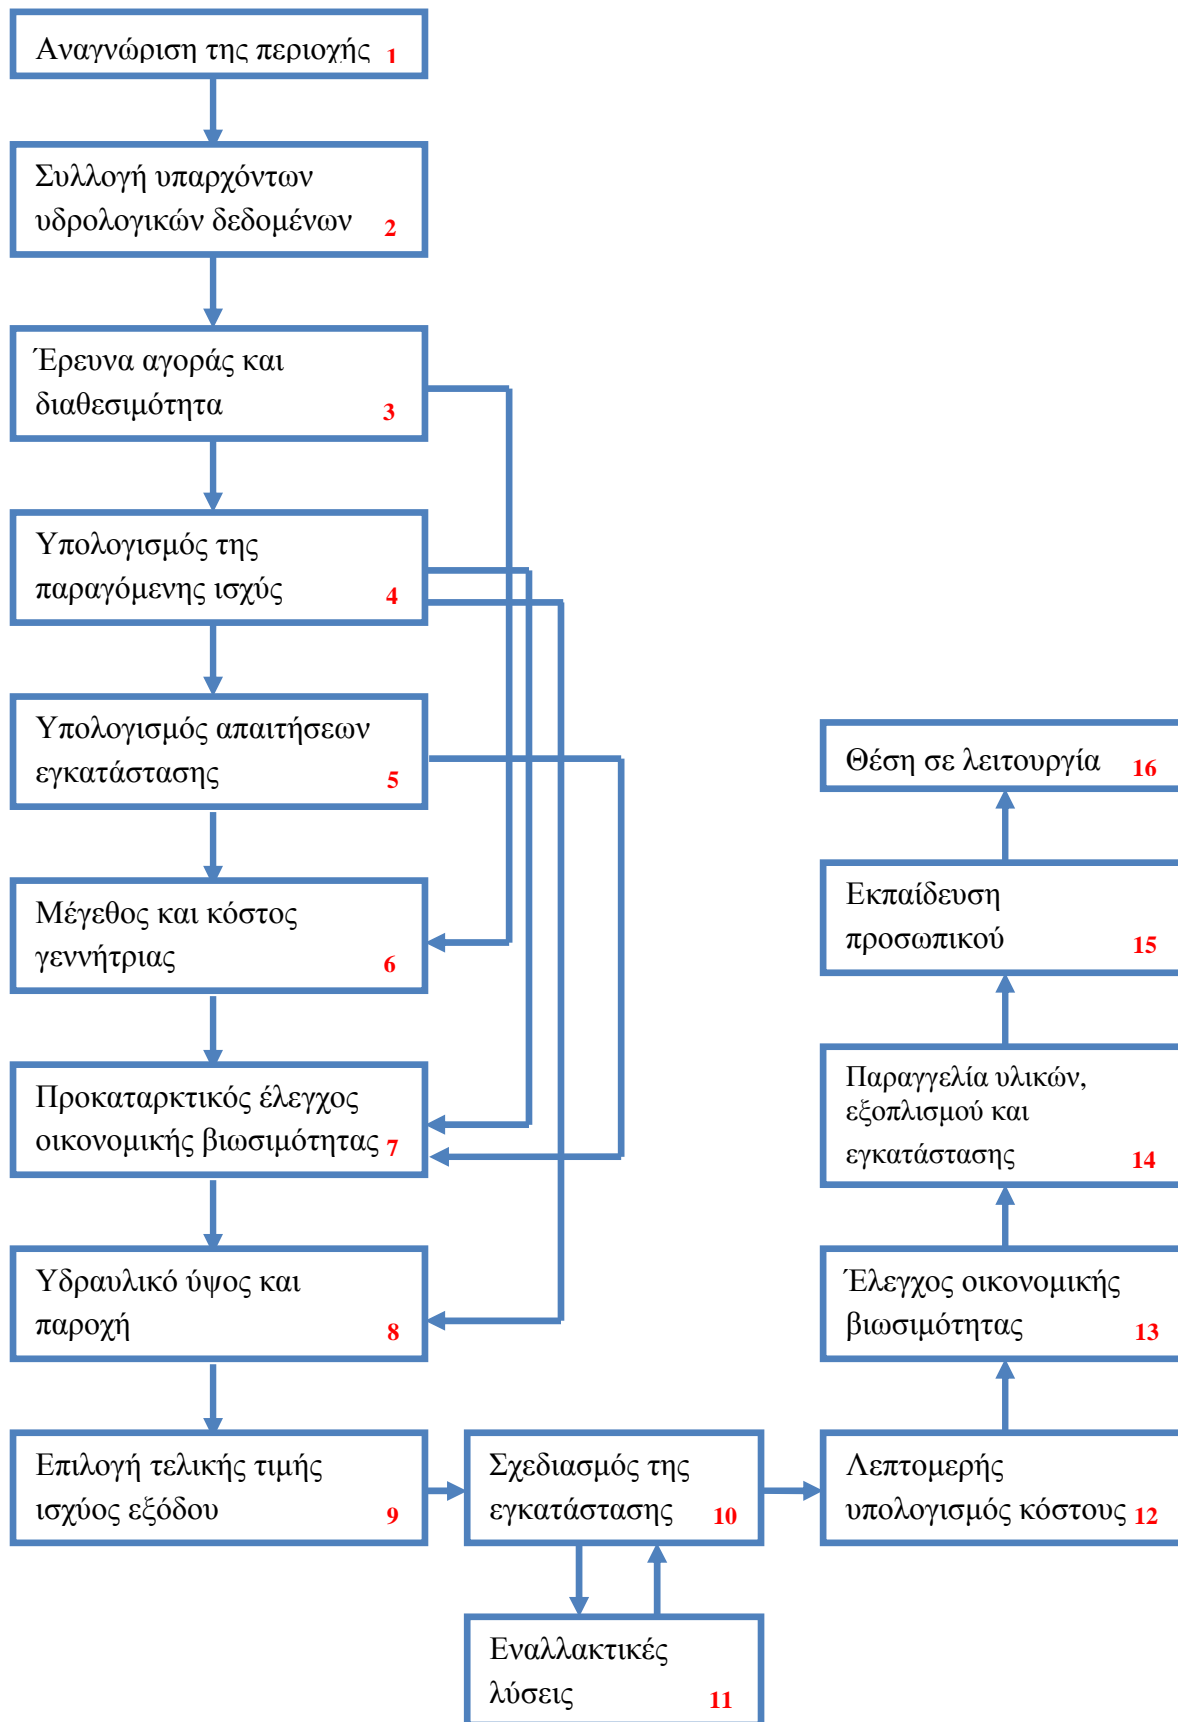 Αναγνώριση της περιοχής 1
Συλλογή υπαρχόντων
υδρολογικών δεδομένων 2
Έρευνα αγοράς και
διαθεσιμότητα 3
Υπολογισμός της
παραγόμενης ισχύς 4
Υπολογισμός απαιτήσεων
εγκατάστασης 5
Μέγεθος και κόστος
γεννήτριας 6
Προκαταρκτικός έλεγχος
οικονομικής βιωσιμότητας 7
Υδραυλικό ύψος και
παροχή 8
Επιλογή τελικής τιμής
ισχύος εξόδου 9
Σχεδιασμός της
εγκατάστασης 10
Εναλλακτικές
λύσεις 11
Λεπτομερής
υπολογισμός κόστους 12
Έλεγχος οικονομικής
βιωσιμότητας 13
Παραγγελία υλικών,
εξοπλισμού και
εγκατάστασης 14
Εκπαίδευση
προσωπικού 15
Θέση σε λειτουργία 16